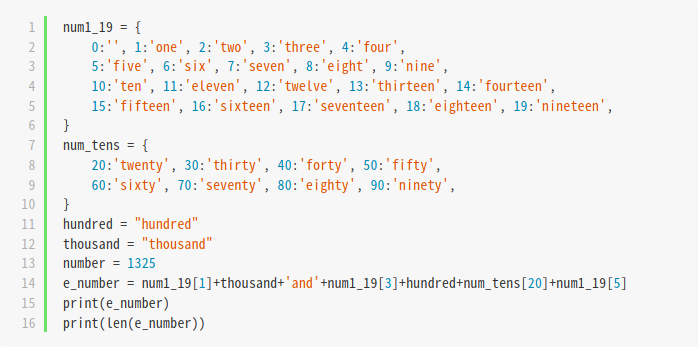 1 num1_19 = {
2 0:'', 1:'one', 2:'two', 3:'three', 4:'four',
3 5:'five', 6:'six', 7:'seven', 8:'eight', 9:'nine',
4 10:'ten', 11:'eleven', 12:'twelve', 13:'thirteen', 14:'fourteen',
5 15:'fifteen', 16:'sixteen', 17:'seventeen', 18:'eighteen', 19:'nineteen',
6 }
7 num_tens = {
8 20:'twenty', 30:'thirty', 40:'forty', 50:'fifty',
9 60:'sixty', 70:'seventy', 80:'eighty', 90:'ninety',
10 }
11 hundred = "hundred"
12 thousand = "thousand"
13 number = 1325
14 e_number = num1_19[1]+thousand+'and'+num1_19[3]+hundred+num_tens[20]+num1_19[5]
15 print(e_number)
16 print(len(e_number))